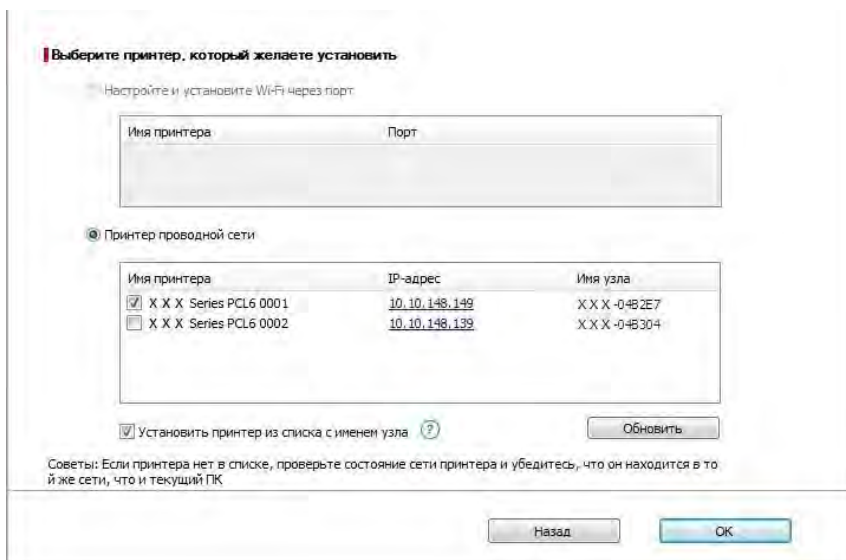 Выберите принтер, который желаете установить
Настройте и установите Wi-Fi через порт
Имя принтера Порт
Принтер проводной сети
Имя принтера IP-адрес Имя узла
X X X Series PCL6 0001 10.10.148.149 X X X -04B2E7
X X X Series PCL6 0002 10.10.148.139 X X X -04B304
Установить принтер из списка с именем узла ? Обновить
Советы: Если принтера нет в списке, проверьте состояние сети принтера и убедитесь, что он находится в то
й же сети, что и текущий ПК
Назад OK